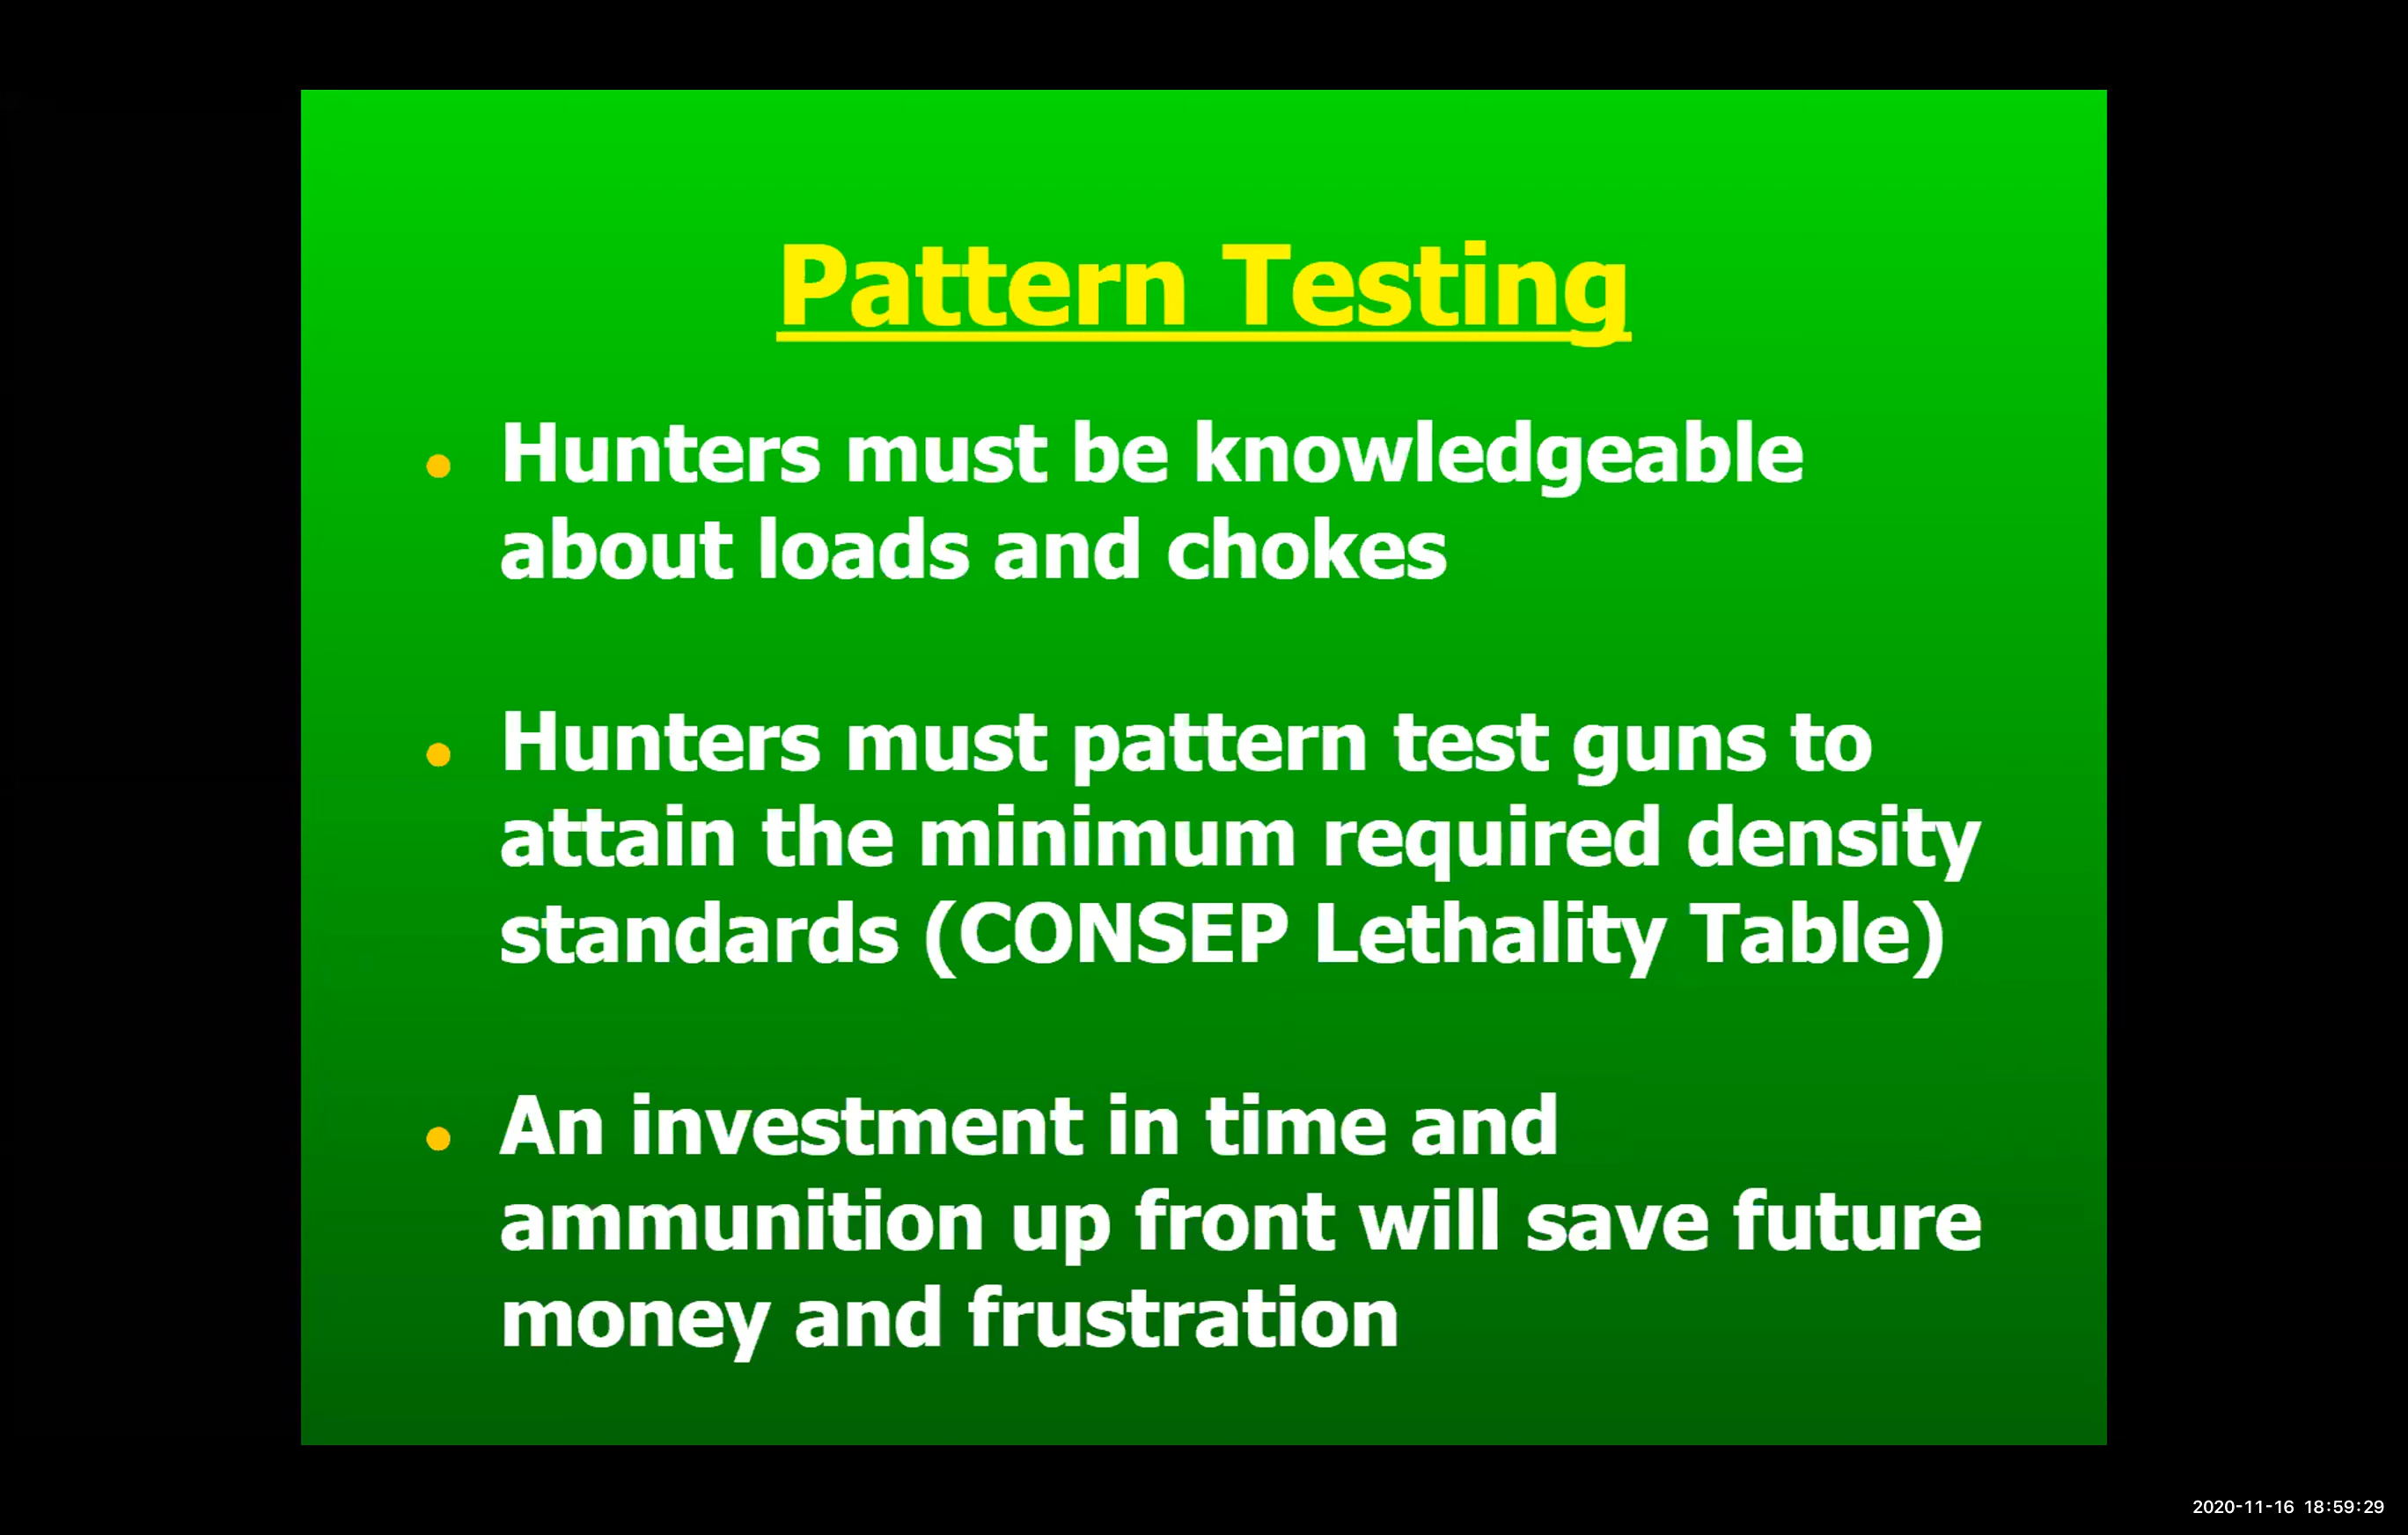 Pattern Testing
• Hunters must be knowledgeable
about loads and chokes
• Hunters must pattern test guns to
attain the minimum required density
standards (CONSEP Lethality Table)
• An investment in time and
ammunition up front will save future
money and frustration
2020-11-16 18:59:29